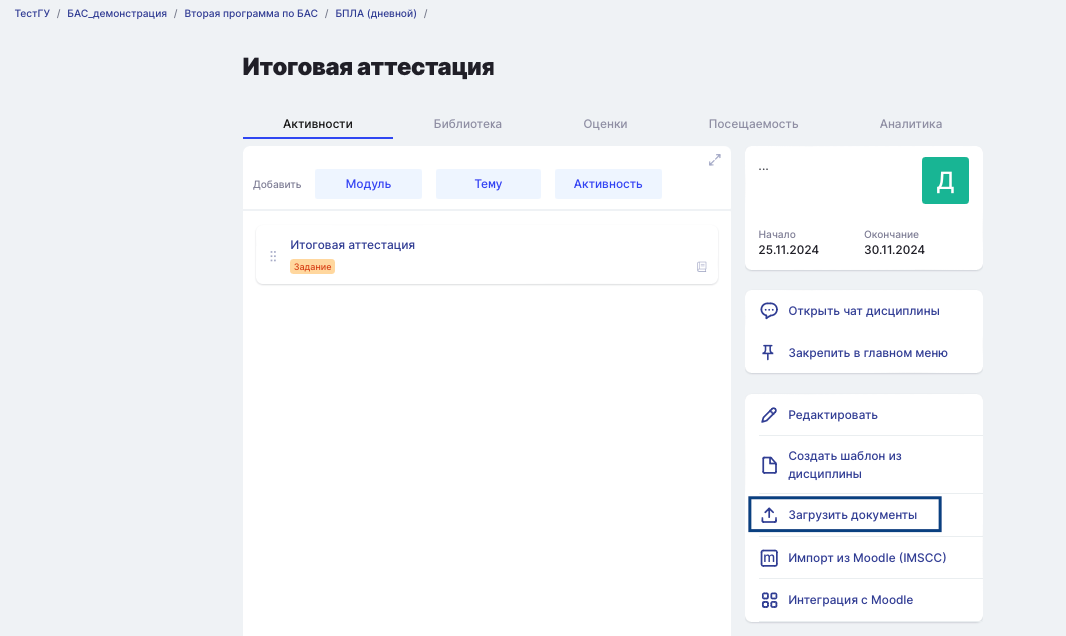 ТестГУ / БАС_демонстрация / Вторая программа по БАС / БПЛА (дневной) /
Итоговая аттестация
Активности Библиотека Оценки Посещаемость Аналитика
Добавить Модуль Тему Активность
Итоговая аттестация
Задание
...
Д
Начало Окончание
25.11.2024 30.11.2024
Открыть чат дисциплины
Закрепить в главном меню
Редактировать
Создать шаблон из
дисциплины
Загрузить документы
m Импорт из Moodle (IMSCC)
Интеграция с Moodle